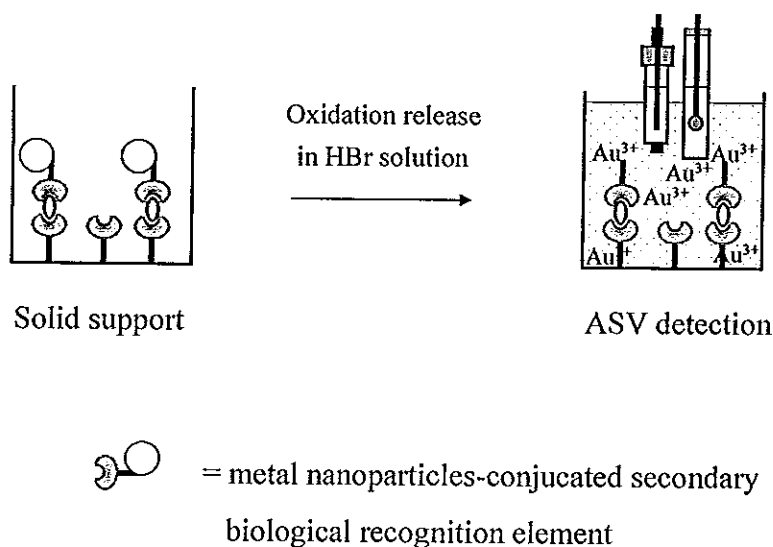 Oxidation release
in HBr solution
Au³⁺ Au³⁺
Au³⁺
Au³⁺
Au³⁺
Solid support
ASV detection
= metal nanoparticles-conjucated secondary
biological recognition element